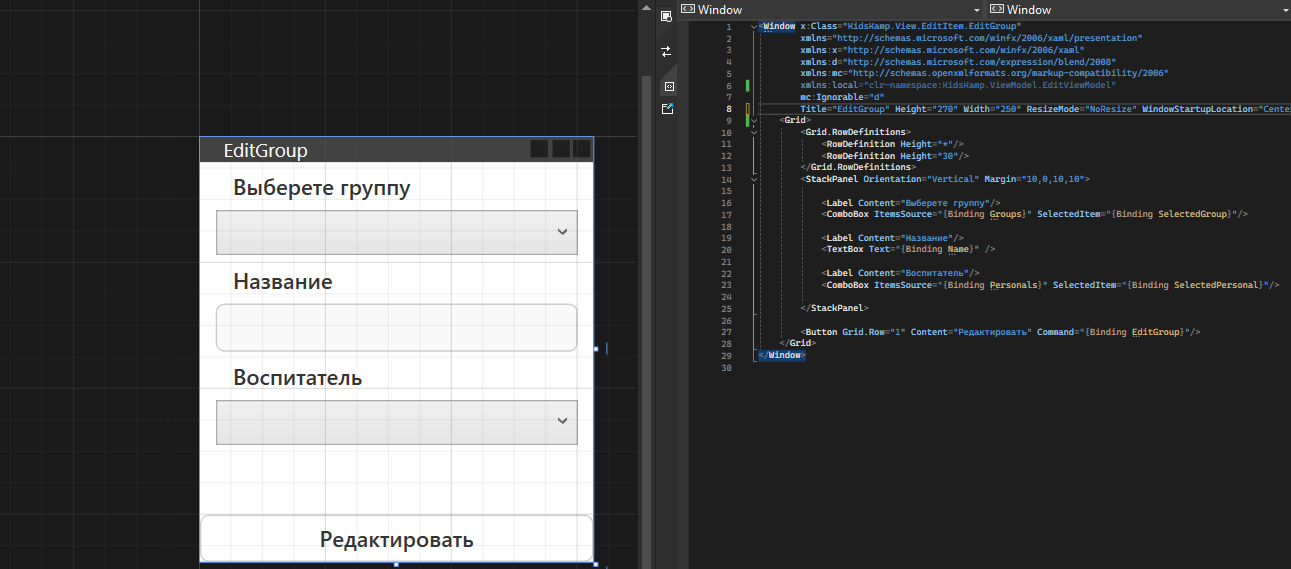 Window
Window
EditGroup
Выберете группу
Название
Воспитатель
Редактировать
1 <Window x:Class="KidsKamp.View.EditItem.EditGroup"
2 xmlns="http://schemas.microsoft.com/winfx/2006/xaml/presentation"
3 xmlns:x="http://schemas.microsoft.com/winfx/2006/xaml"
4 xmlns:d="http://schemas.microsoft.com/expression/blend/2008"
5 xmlns:mc="http://schemas.openxmlformats.org/markup-compatibility/2006"
6 xmlns:local="clr-namespace:KidsKamp.ViewModel.EditViewModel"
7 mc:Ignorable="d"
8 Title="EditGroup" Height="270" Width="250" ResizeMode="NoResize" WindowStartupLocation="Cente
9 <Grid>
10 <Grid.RowDefinitions>
11 <RowDefinition Height="*"/>
12 <RowDefinition Height="30"/>
13 </Grid.RowDefinitions>
14 <StackPanel Orientation="Vertical" Margin="10,0,10,10">
15
16 <Label Content="Выберете группу"/>
17 <ComboBox ItemsSource="{Binding Groups}" SelectedItem="{Binding SelectedGroup}"/>
18
19 <Label Content="Название"/>
20 <TextBox Text="{Binding Name}" />
21
22 <Label Content="Воспитатель"/>
23 <ComboBox ItemsSource="{Binding Personals}" SelectedItem="{Binding SelectedPersonal}"/>
24
25 </StackPanel>
26
27 <Button Grid.Row="1" Content="Редактировать" Command="{Binding EditGroup}"/>
28 </Grid>
29 </Window>
30